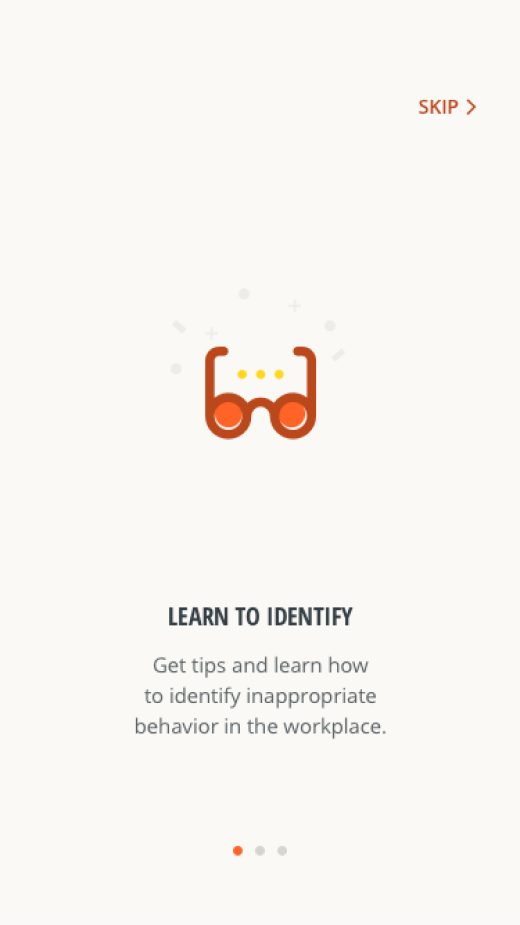 SKIP
LEARN TO IDENTIFY
Get tips and learn how
to identify inappropriate
behavior in the workplace.